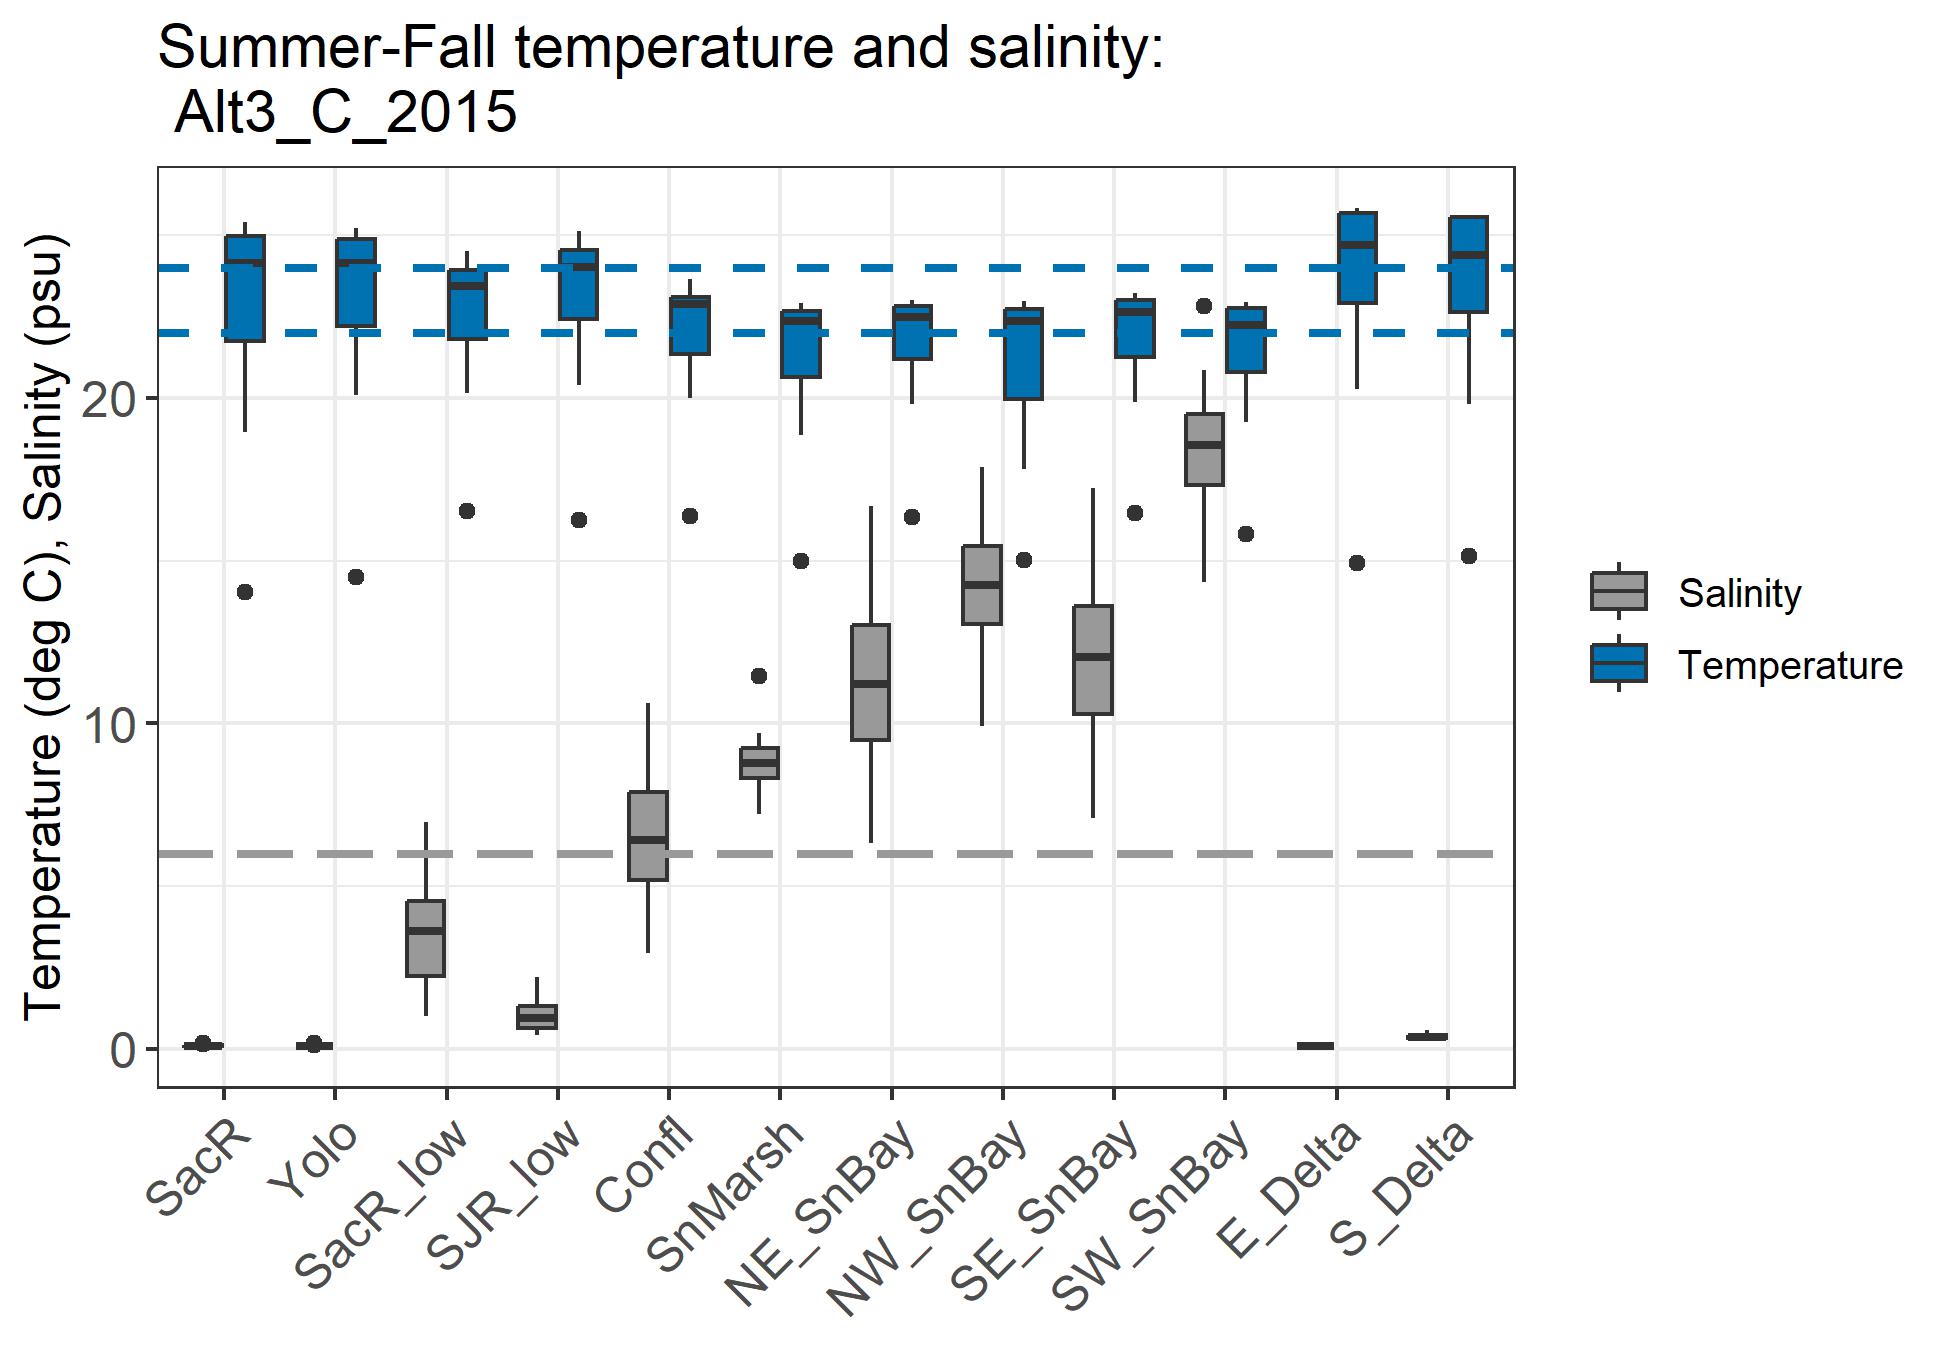 Summer-Fall temperature and salinity:
Alt3_C_2015
Temperature (deg C), Salinity (psu)
20
10
0
SacR
Yolo
SacR_low
SJR_low
Confl
SnMarsh
NE_SnBay
NW_SnBay
SE_SnBay
SW_SnBay
E_Delta
S_Delta
Salinity
Temperature